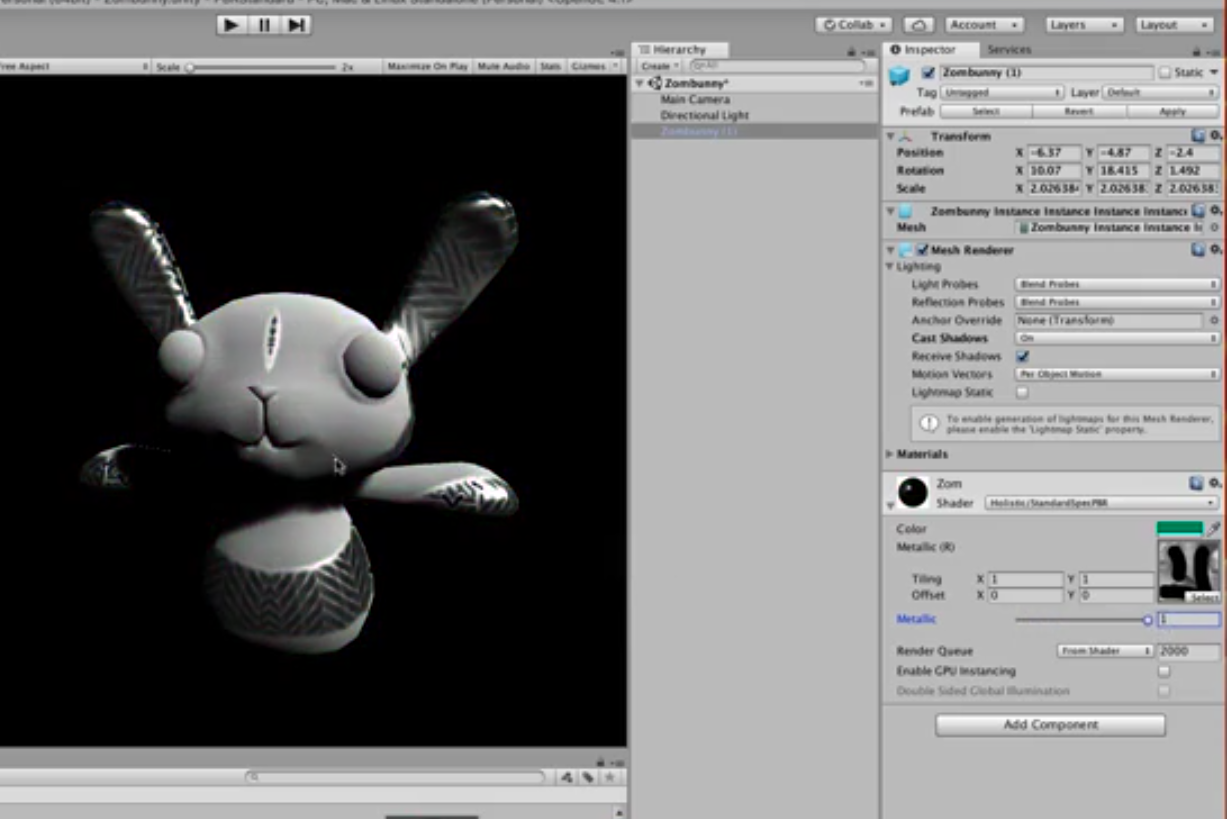 Collab
Account
Layers
Layout
Free Aspect
Scale
2x
Maximize On Play
Mute Audio
Stats
Gizmos
Hierarchy
Create
Zombunny*
Main Camera
Directional Light
Zombunny (1)
Inspector
Services
Zombunny (1)
Static
Tag Untagged
Layer Default
Prefab
Select
Revert
Apply
Transform
Position X -6.37 Y -4.87 Z -2.4
Rotation X 10.07 Y 18.415 Z 1.492
Scale X 2.02638 Y 2.02638 Z 2.02638
Zombunny Instance Instance Instance Instanc
Mesh Zombunny Instance Instance I
Mesh Renderer
Lighting
Light Probes Blend Probes
Reflection Probes Blend Probes
Anchor Override None (Transform)
Cast Shadows On
Receive Shadows
Motion Vectors Per Object Motion
Lightmap Static
To enable generation of lightmaps for this Mesh Renderer,
please enable the 'Lightmap Static' property.
Materials
Zom
Shader Holistic/StandardSpecPBR
Color
Metallic (R)
Tiling X 1 Y 1
Offset X 0 Y 0
Select
Metallic 1
Render Queue From Shader 2000
Enable GPU Instancing
Double Sided Global Illumination
Add Component